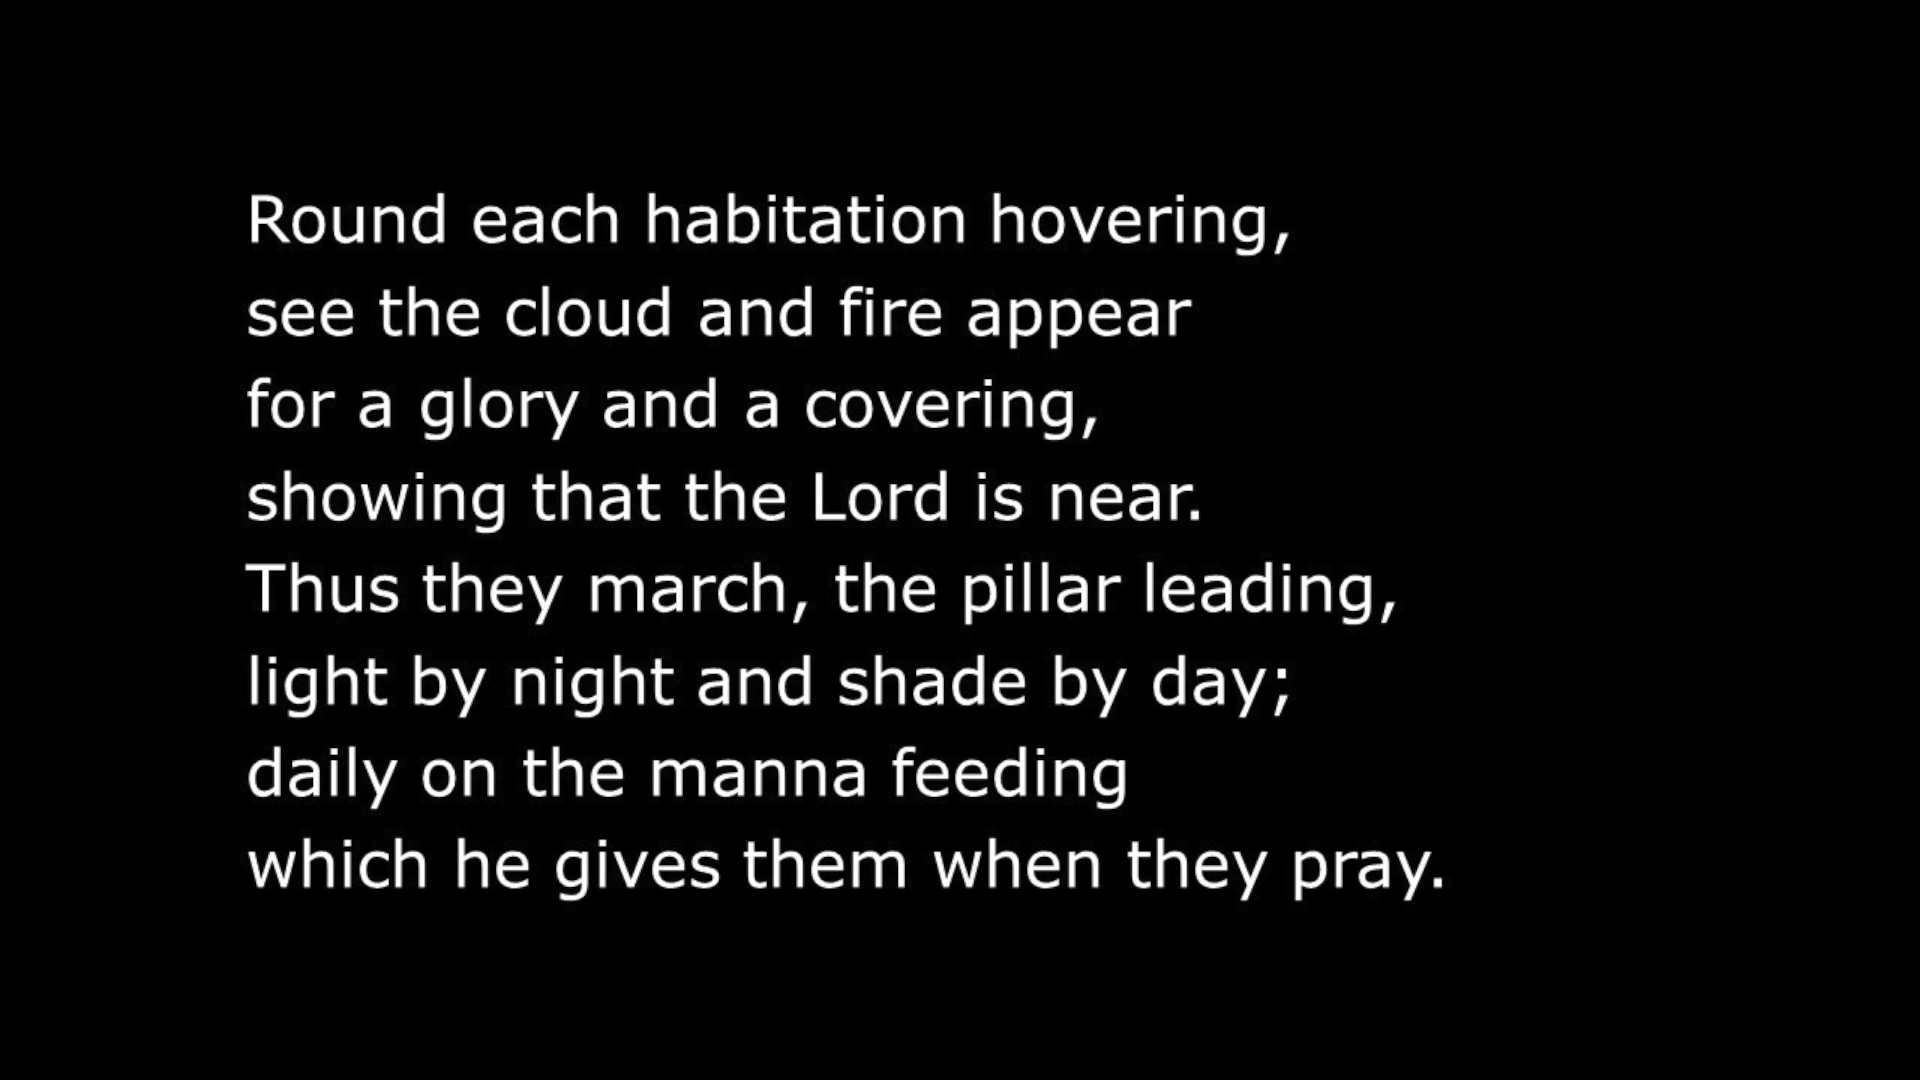 Round each habitation hovering,
see the cloud and fire appear
for a glory and a covering,
showing that the Lord is near.
Thus they march, the pillar leading,
light by night and shade by day;
daily on the manna feeding
which he gives them when they pray.